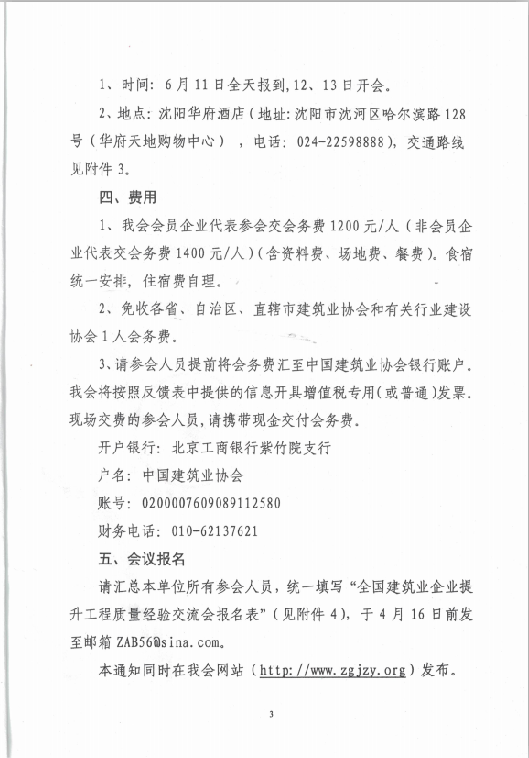 1、时间：6月11日全天报到,12、13日开会。
2、地点：沈阳华府酒店（地址:沈阳市沈河区哈尔滨路128
号（华府天地购物中心），电话：024-22598888），交通路线
见附件3。
四、费用
1、我会会员企业代表参会交会务费1200元/人（非会员企
业代表交会务费1400元/人）（含资料费、场地费、餐费）。食宿
统一安排，住宿费自理。
2、免收各省、自治区、直辖市建筑业协会和有关行业建设
协会1人会务费。
3、请参会人员提前将会务费汇至中国建筑业协会银行账户，
我会将按照反馈表中提供的信息开具增值税专用（或普通）发票．
现场交费的参会人员,请携带现金交付会务费。
开户银行：北京工商银行紫竹院支行
户名：中国建筑业协会
账号：0200007609089112580
财务电话：010-62137621
五、会议报名
请汇总本单位所有参会人员，统一填写“全国建筑业企业提
升工程质量经验交流会报名表”（见附件4），于4月16日前发
至邮箱ZAB56@sina.com。
本通知同时在我会网站（http://www.zgjzy.org）发布。
3